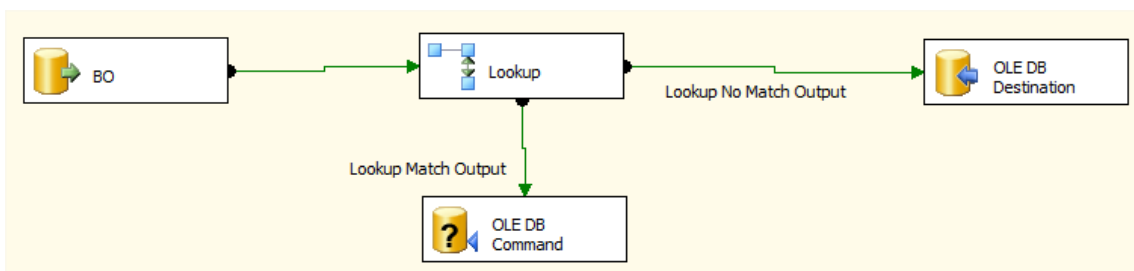 BO
Lookup
OLE DB
Destination
Lookup No Match Output
Lookup Match Output
OLE DB
Command